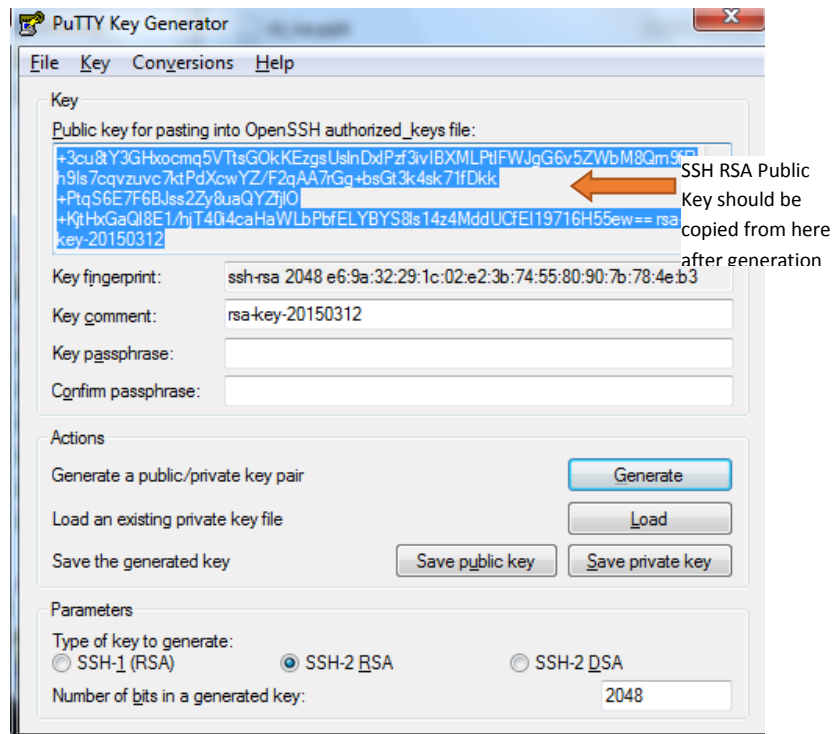 PuTTY Key Generator
File Key Conversions Help
Key
Public key for pasting into OpenSSH authorized_keys file:
+3cu8tY3GHxocmq5VTtsGOkKEzgsUslnDxlPzf3ivIBXMLPtlFWJgG6v5ZWbM8Qm9fR
h9ls7cqvzuvc7ktPdXcwYZ/F2qAA7rGg+bsGt3k4sk71fDkk
+PtqS6E7F6BJss2Zy8uaQYZfjlO
+KjtHxGaQl8E1/hjT40i4caHaWLbPbfELYBYS8ls14z4MddUCfEI19716H55ew== rsa-
key-20150312
SSH RSA Public
Key should be
copied from here
after generation
Key fingerprint: ssh-rsa 2048 e6:9a:32:29:1c:02:e2:3b:74:55:80:90:7b:78:4e:b3
Key comment: rsa-key-20150312
Key passphrase:
Confirm passphrase:
Actions
Generate a public/private key pair Generate
Load an existing private key file Load
Save the generated key Save public key Save private key
Parameters
Type of key to generate:
SSH-1 (RSA) SSH-2 RSA SSH-2 DSA
Number of bits in a generated key: 2048